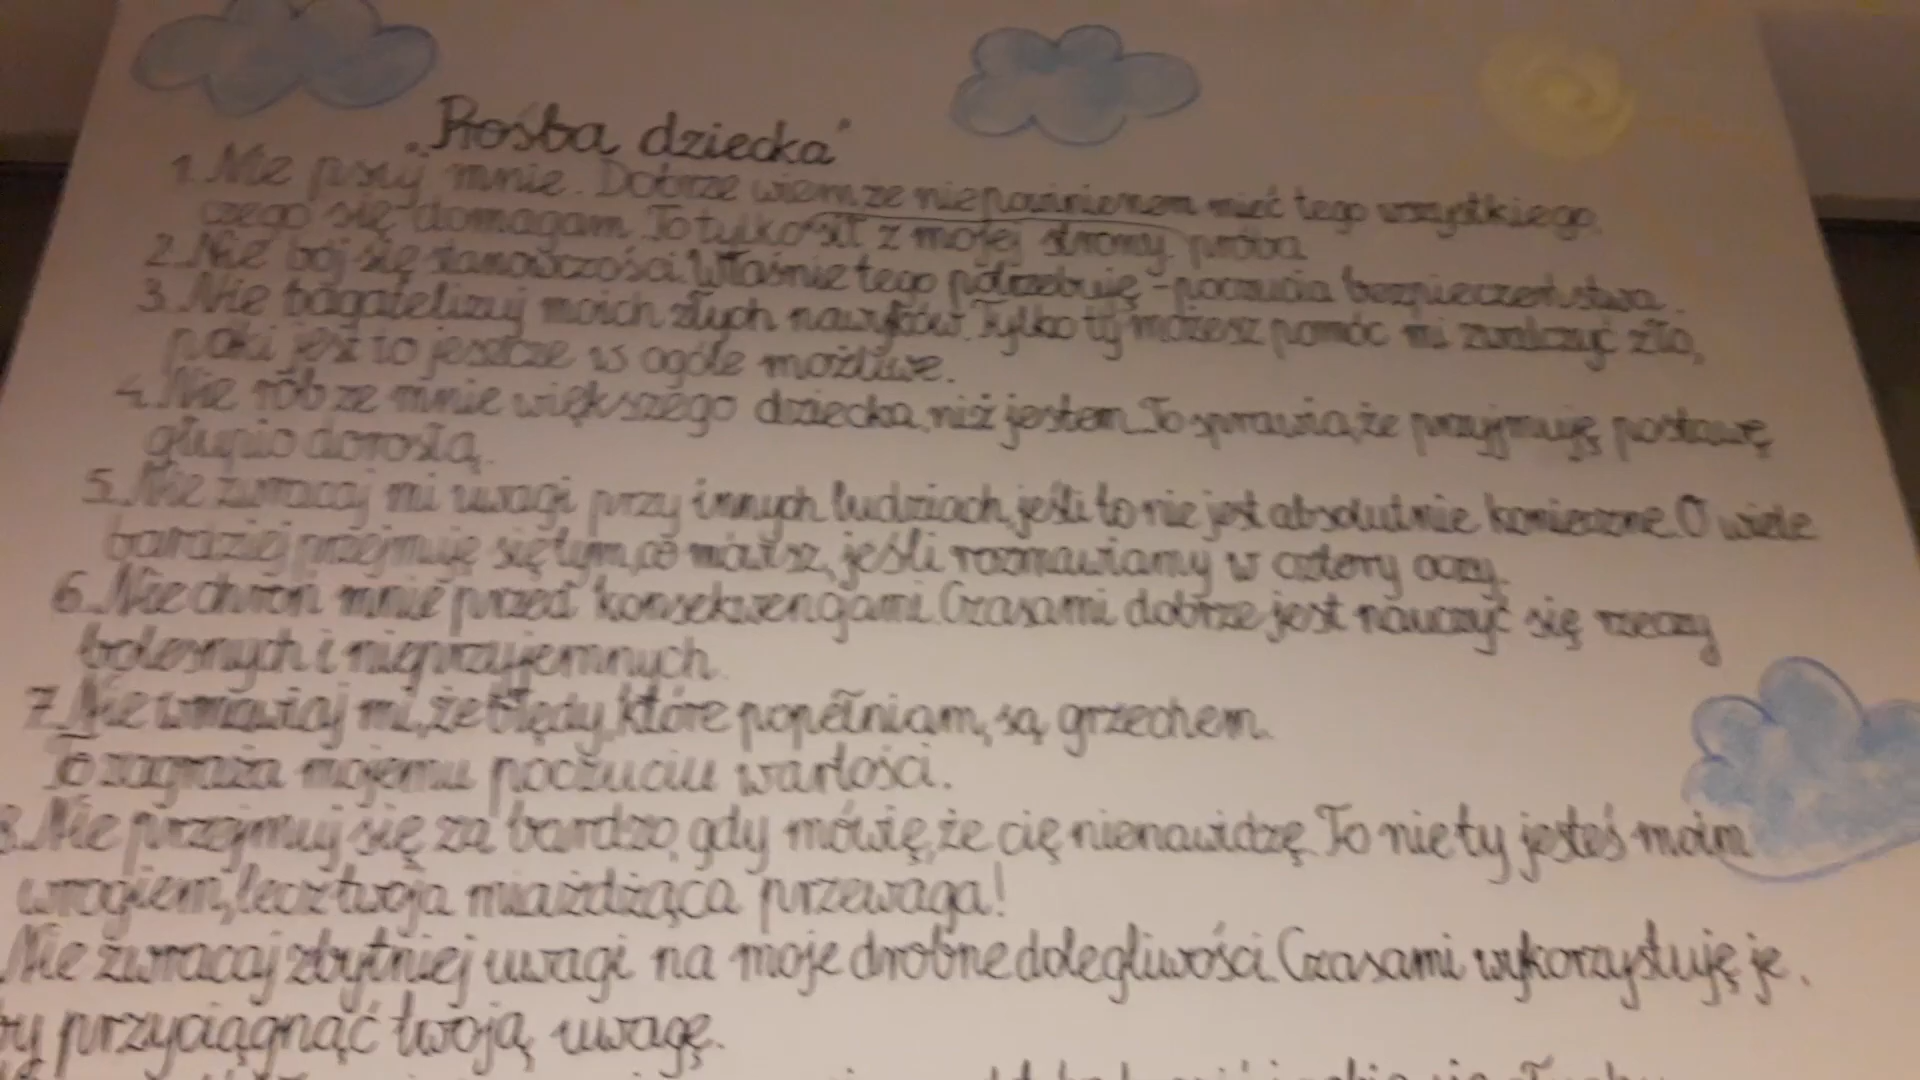 „Prośba dziecka"
1. Nie psuj mnie. Dobrze wiem, że nie powinienem mieć tego wszystkiego,
czego się domagam. To tylko z mojej strony próba
2. Nie bój się stanowczości. Właśnie tego potrzebuję - poczucia bezpieczeństwa.
3. Nie bagatelizuj moich złych nawyków. Tylko ty możesz pomóc mi zwalczyć zło,
póki jest to jeszcze w ogóle możliwe.
4. Nie rób ze mnie większego dziecka, niż jestem. To sprawia, że przyjmuję postawę
głupio dorosłą.
5. Nie zwracaj mi uwagi przy innych ludziach, jeśli to nie jest absolutnie konieczne. O wiele
bardziej przejmuję się tym, co mówisz, jeśli rozmawiamy w cztery oczy.
6. Nie chroń mnie przed konsekwencjami. Czasami dobrze jest nauczyć się rzeczy
bolesnych i nieprzyjemnych.
7. Nie wmawiaj mi, że błędy, które popełniam, są grzechem.
To zagraża mojemu poczuciu wartości.
8. Nie przejmuj się za bardzo, gdy mówię, że cię nienawidzę. To nie ty jesteś moim
wrogiem, lecz twoja miażdżąca przewaga!
Nie zwracaj zbytniej uwagi na moje drobne dolegliwości. Czasami wykorzystuję je,
by przyciągnąć twoją uwagę.